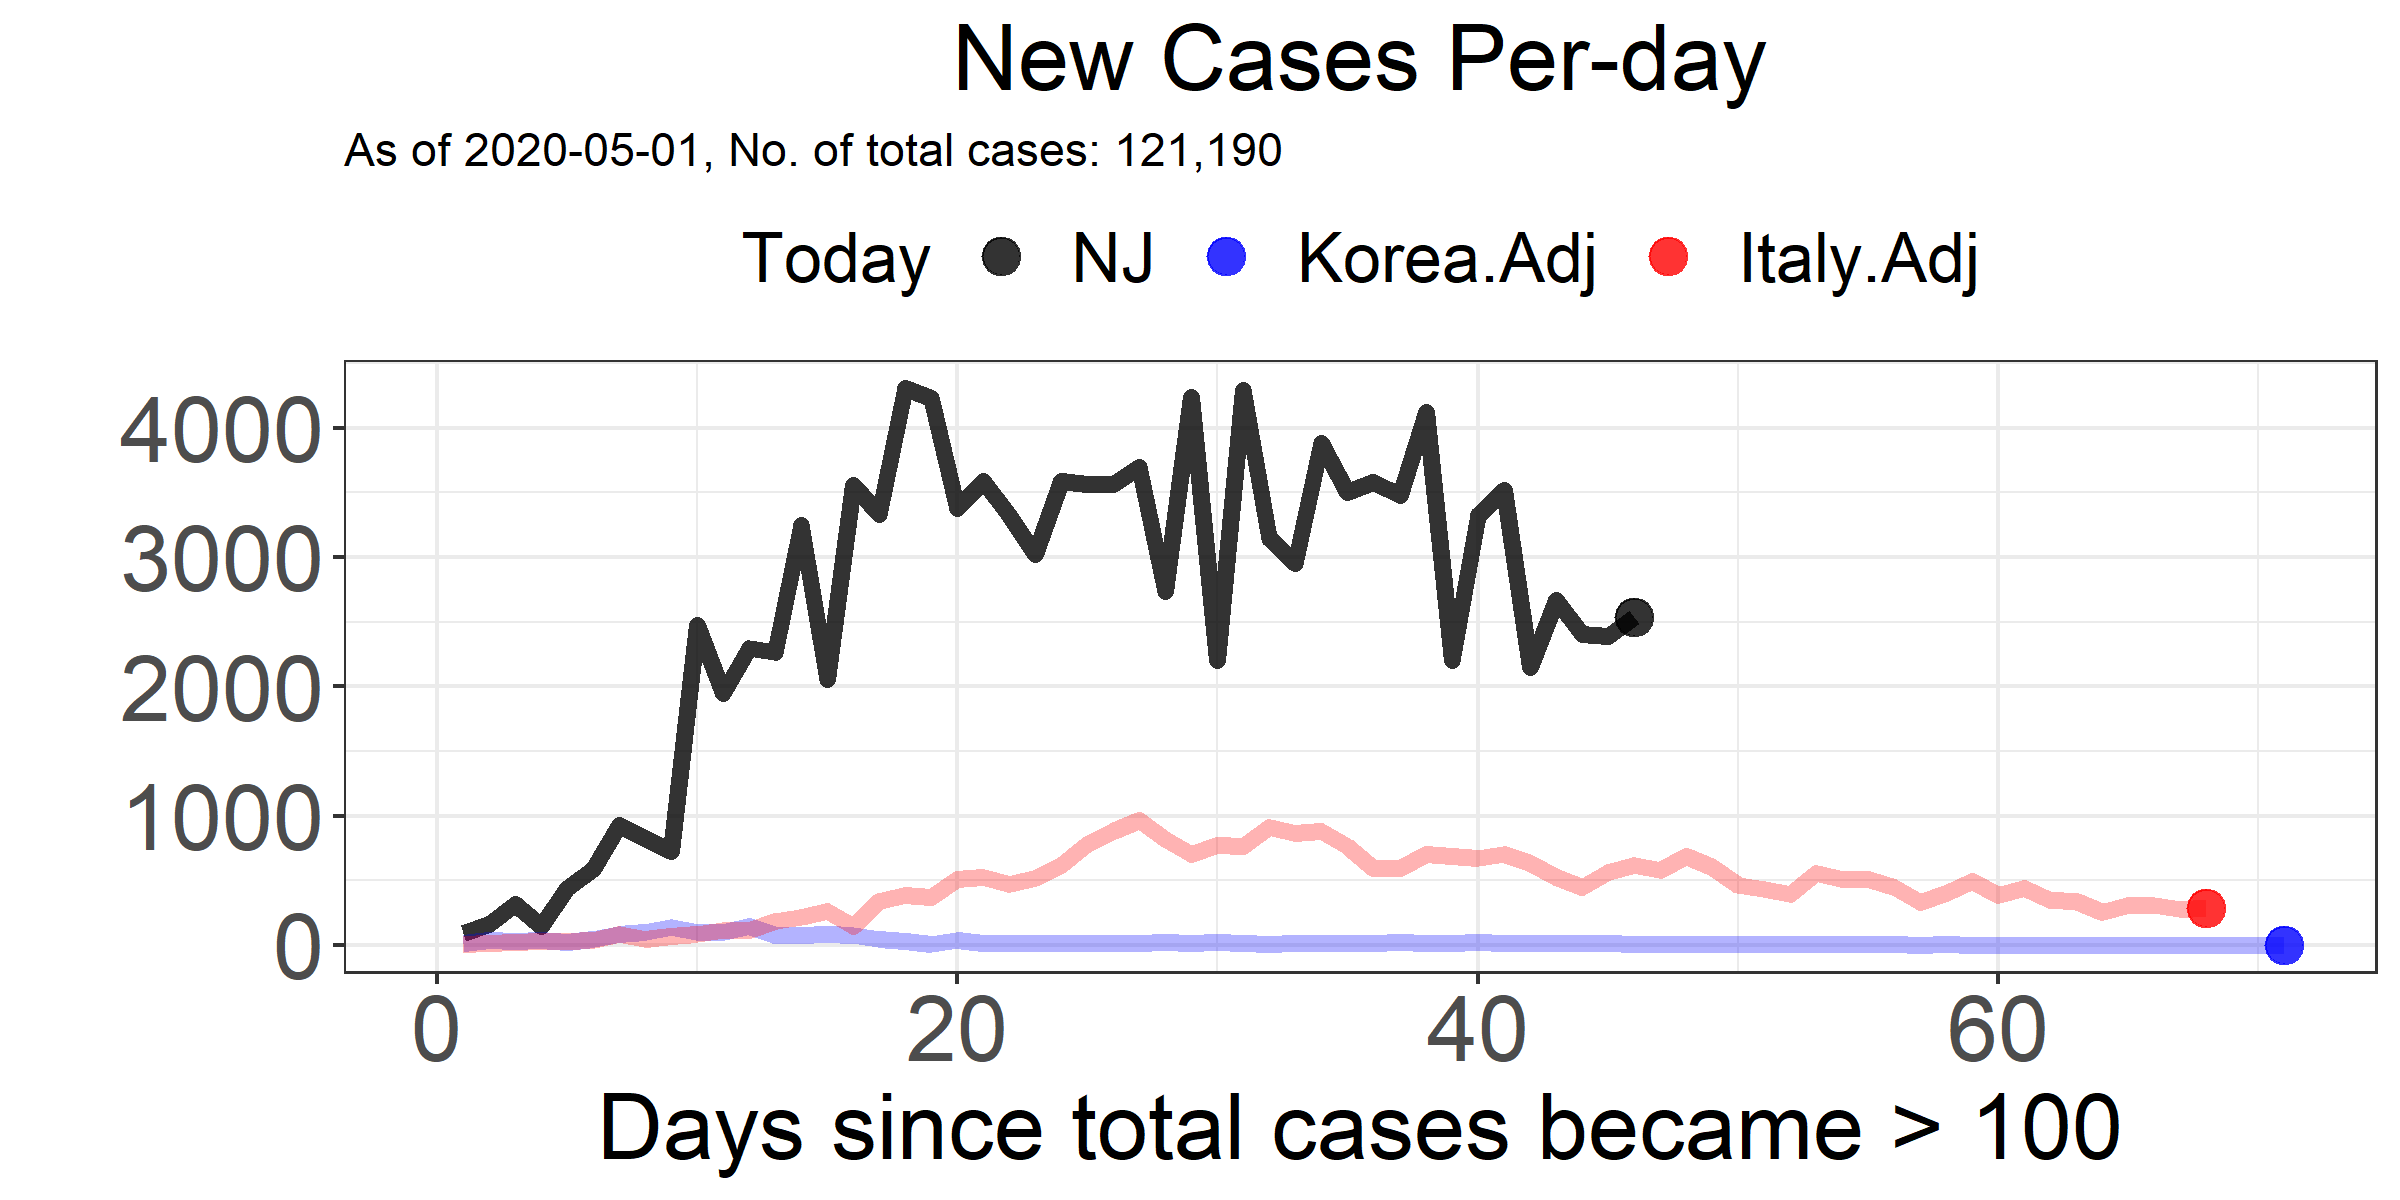 New Cases Per-day
As of 2020-05-01, No. of total cases: 121,190
Today NJ Korea.Adj Italy.Adj
4000
3000
2000
1000
0
0 20 40 60
Days since total cases became > 100